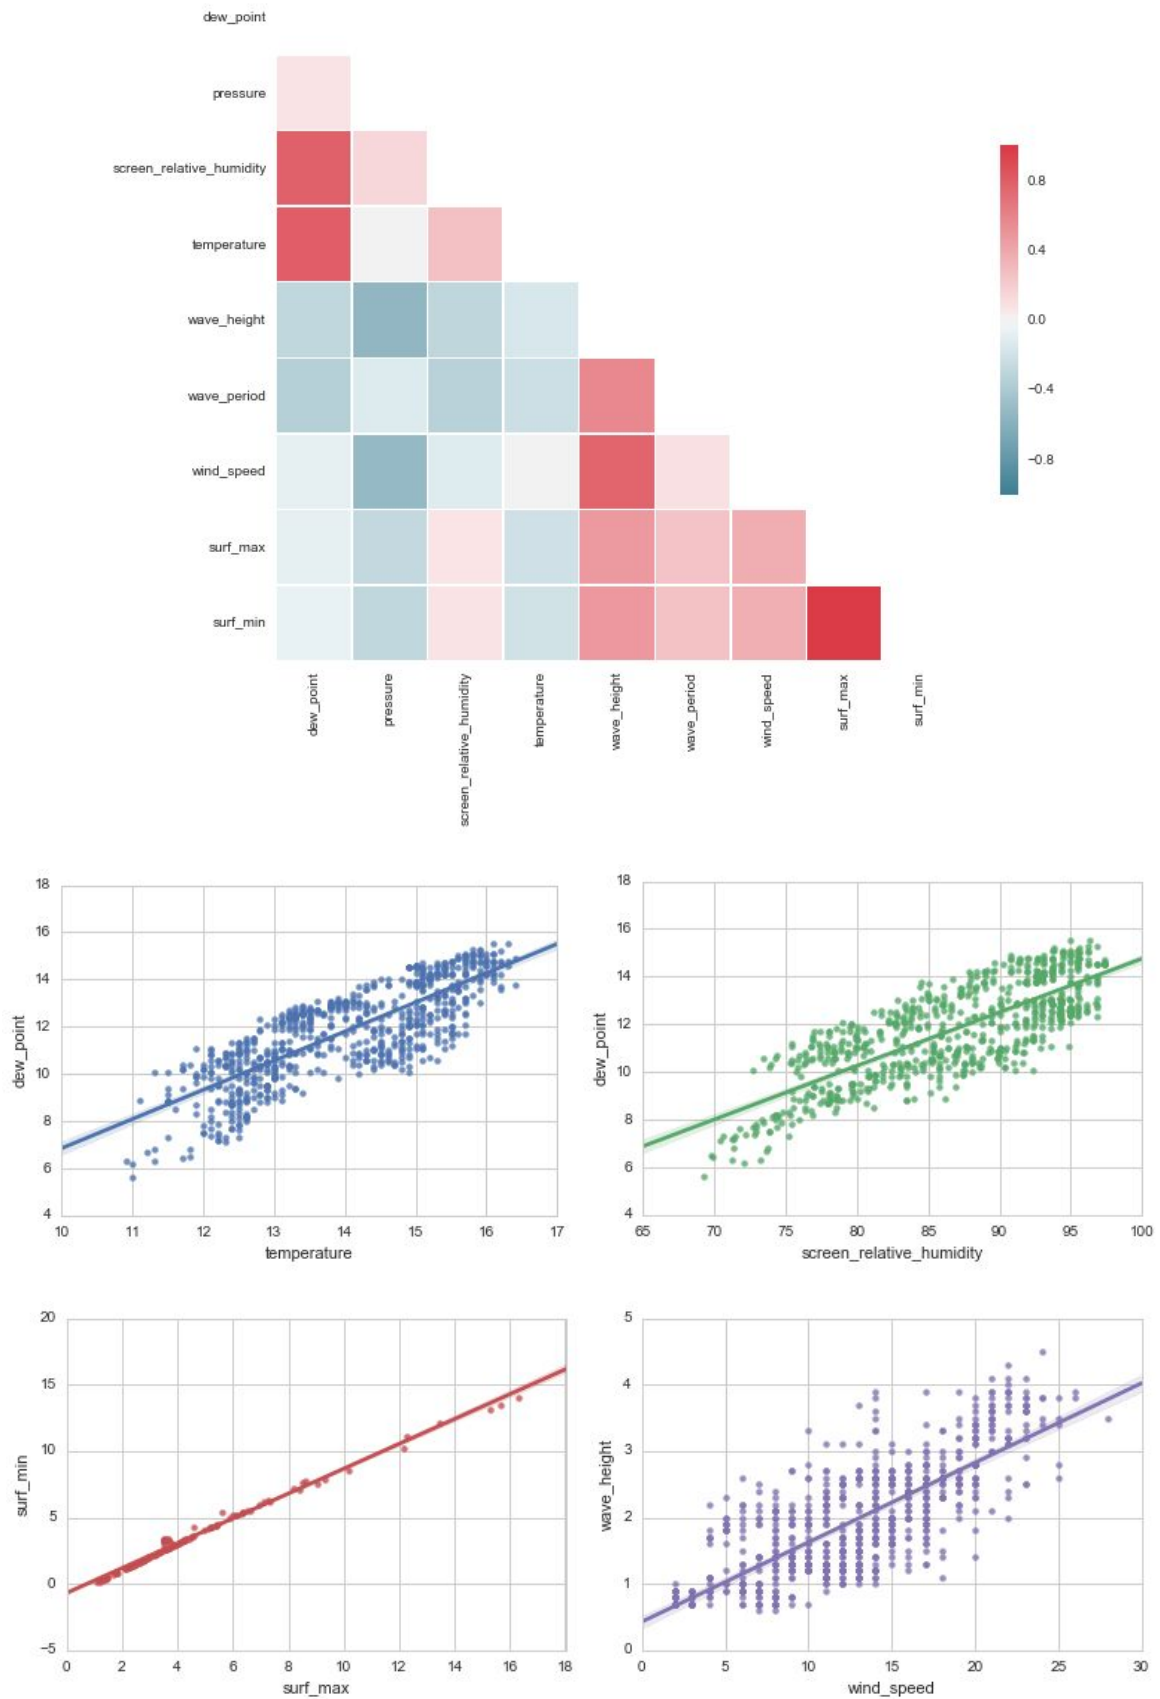 dew_point
pressure
screen_relative_humidity
temperature
wave_height
wave_period
wind_speed
surf_max
surf_min
dew_point
pressure
screen_relative_humidity
temperature
wave_height
wave_period
wind_speed
surf_max
surf_min
0.8
0.4
0.0
−0.4
−0.8
18
16
14
12
10
8
6
4
dew_point
10 11 12 13 14 15 16 17
temperature
18
16
14
12
10
8
6
4
dew_point
65 70 75 80 85 90 95 100
screen_relative_humidity
20
15
10
5
0
−5
surf_min
0 2 4 6 8 10 12 14 16 18
surf_max
5
4
3
2
1
0
wave_height
0 5 10 15 20 25 30
wind_speed